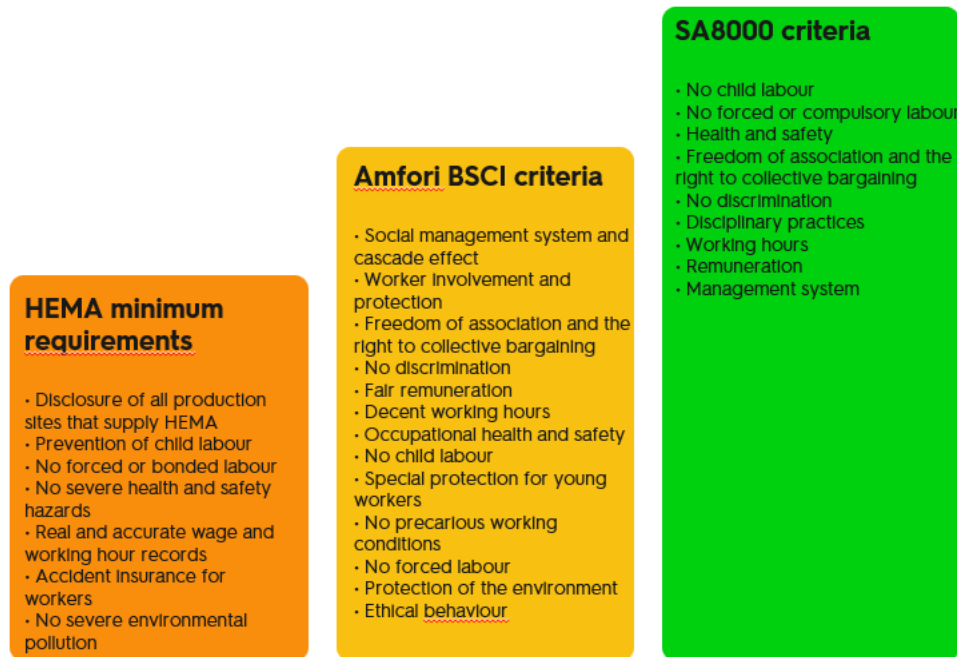 HEMA minimum
requirements
• Disclosure of all production
sites that supply HEMA
• Prevention of child labour
• No forced or bonded labour
• No severe health and safety
hazards
• Real and accurate wage and
working hour records
• Accident insurance for
workers
• No severe environmental
pollution
Amfori BSCI criteria
• Social management system and
cascade effect
• Worker involvement and
protection
• Freedom of association and the
right to collective bargaining
• No discrimination
• Fair remuneration
• Decent working hours
• Occupational health and safety
• No child labour
• Special protection for young
workers
• No precarious working
conditions
• No forced labour
• Protection of the environment
• Ethical behaviour
SA8000 criteria
• No child labour
• No forced or compulsory labour
• Health and safety
• Freedom of association and the
right to collective bargaining
• No discrimination
• Disciplinary practices
• Working hours
• Remuneration
• Management system